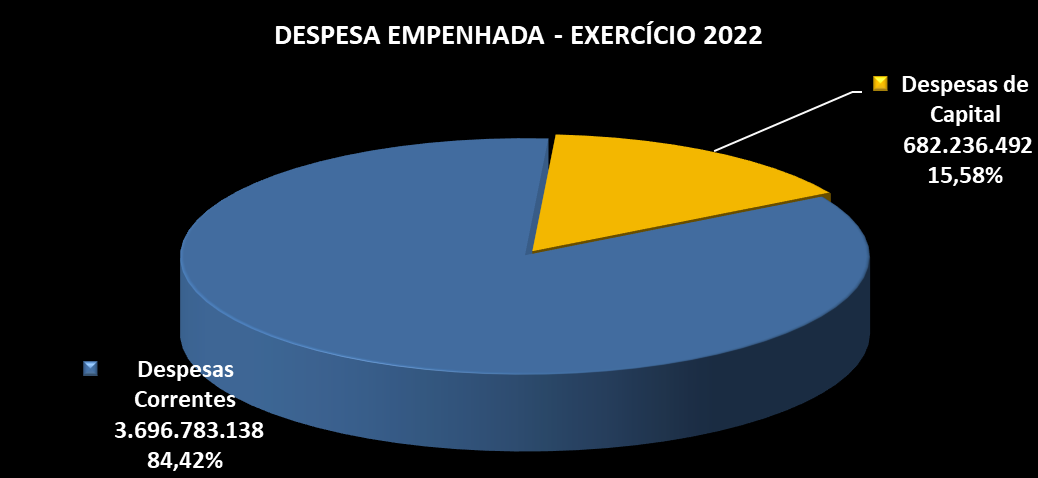 DESPESA EMPENHADA - EXERCÍCIO 2022
Despesas de
Capital
682.236.492
15,58%
Despesas
Correntes
3.696.783.138
84,42%